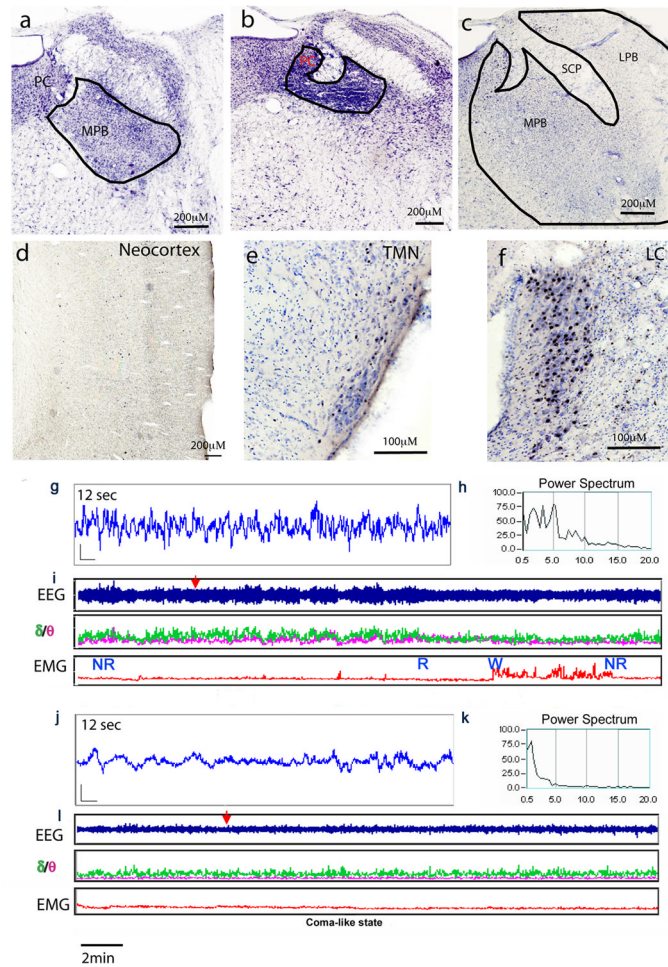 a
PC
MPB
200μM
b
200μM
c
LPB
SCP
MPB
200μM
d
Neocortex
200μM
e
TMN
100μM
f
LC
100μM
g
12 sec
h
Power Spectrum
100.0
75.0
50.0
25.0
0.0
0.5 5.0 10.0 15.0 20.0
i
EEG
δ/θ
EMG
NR R W NR
j
12 sec
k
Power Spectrum
100.0
75.0
50.0
25.0
0.0
0.5 5.0 10.0 15.0 20.0
l
EEG
δ/θ
EMG
Coma-like state
2min